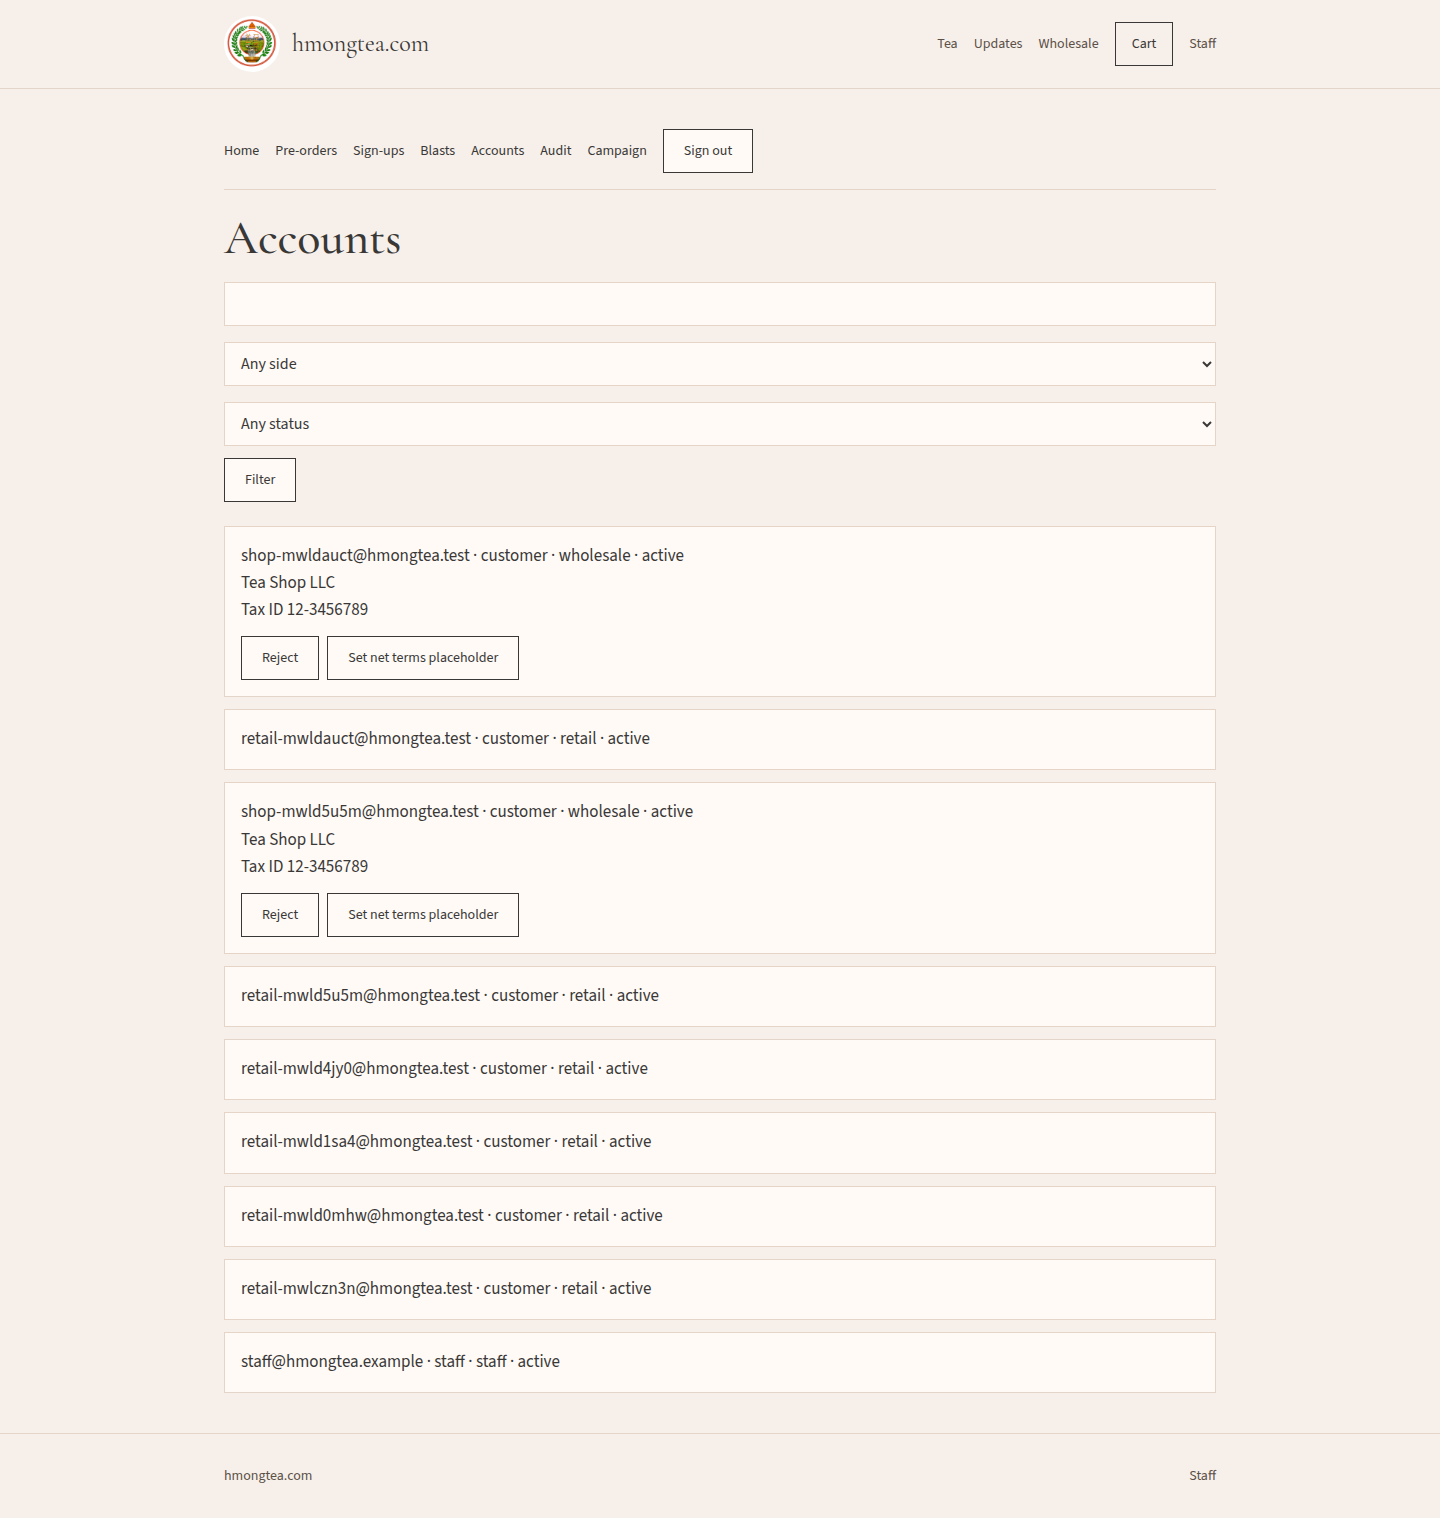 hmongtea.com
Tea Updates Wholesale Cart Staff
Home Pre-orders Sign-ups Blasts Accounts Audit Campaign Sign out
Accounts
Any side
Any status
Filter
shop-mwldauct@hmongtea.test · customer · wholesale · active
Tea Shop LLC
Tax ID 12-3456789
Reject Set net terms placeholder
retail-mwldauct@hmongtea.test · customer · retail · active
shop-mwld5u5m@hmongtea.test · customer · wholesale · active
Tea Shop LLC
Tax ID 12-3456789
Reject Set net terms placeholder
retail-mwld5u5m@hmongtea.test · customer · retail · active
retail-mwld4jy0@hmongtea.test · customer · retail · active
retail-mwld1sa4@hmongtea.test · customer · retail · active
retail-mwld0mhw@hmongtea.test · customer · retail · active
retail-mwlczn3n@hmongtea.test · customer · retail · active
staff@hmongtea.example · staff · staff · active
hmongtea.com Staff